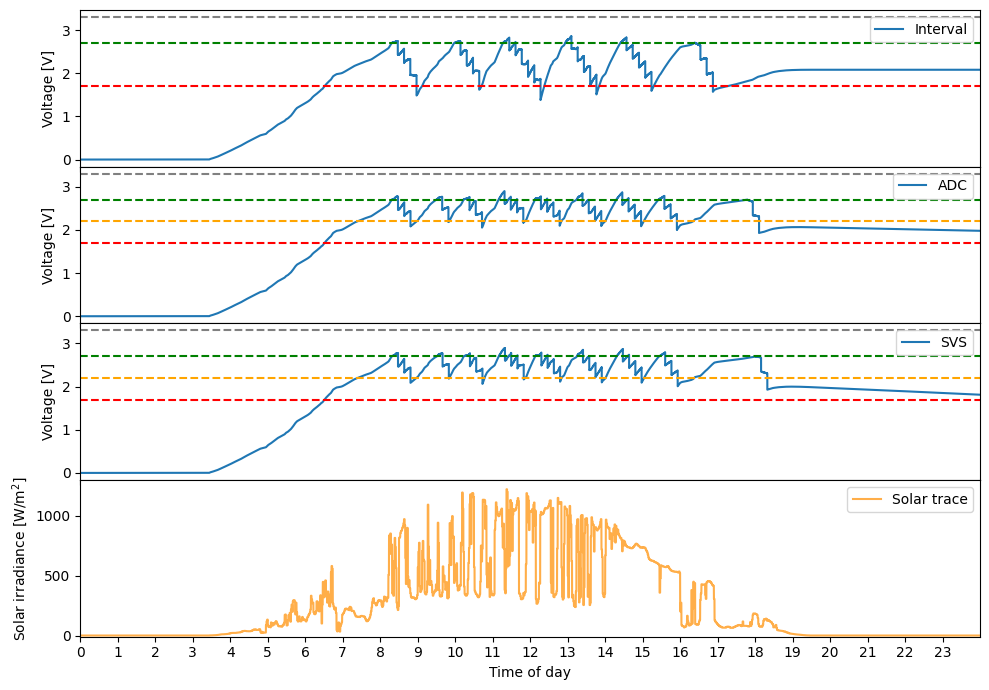 Voltage [V]
3
2
1
0
Interval
Voltage [V]
3
2
1
0
ADC
Voltage [V]
3
2
1
0
SVS
Solar irradiance [W/m²]
1000
500
0
Solar trace
0 1 2 3 4 5 6 7 8 9 10 11 12 13 14 15 16 17 18 19 20 21 22 23
Time of day